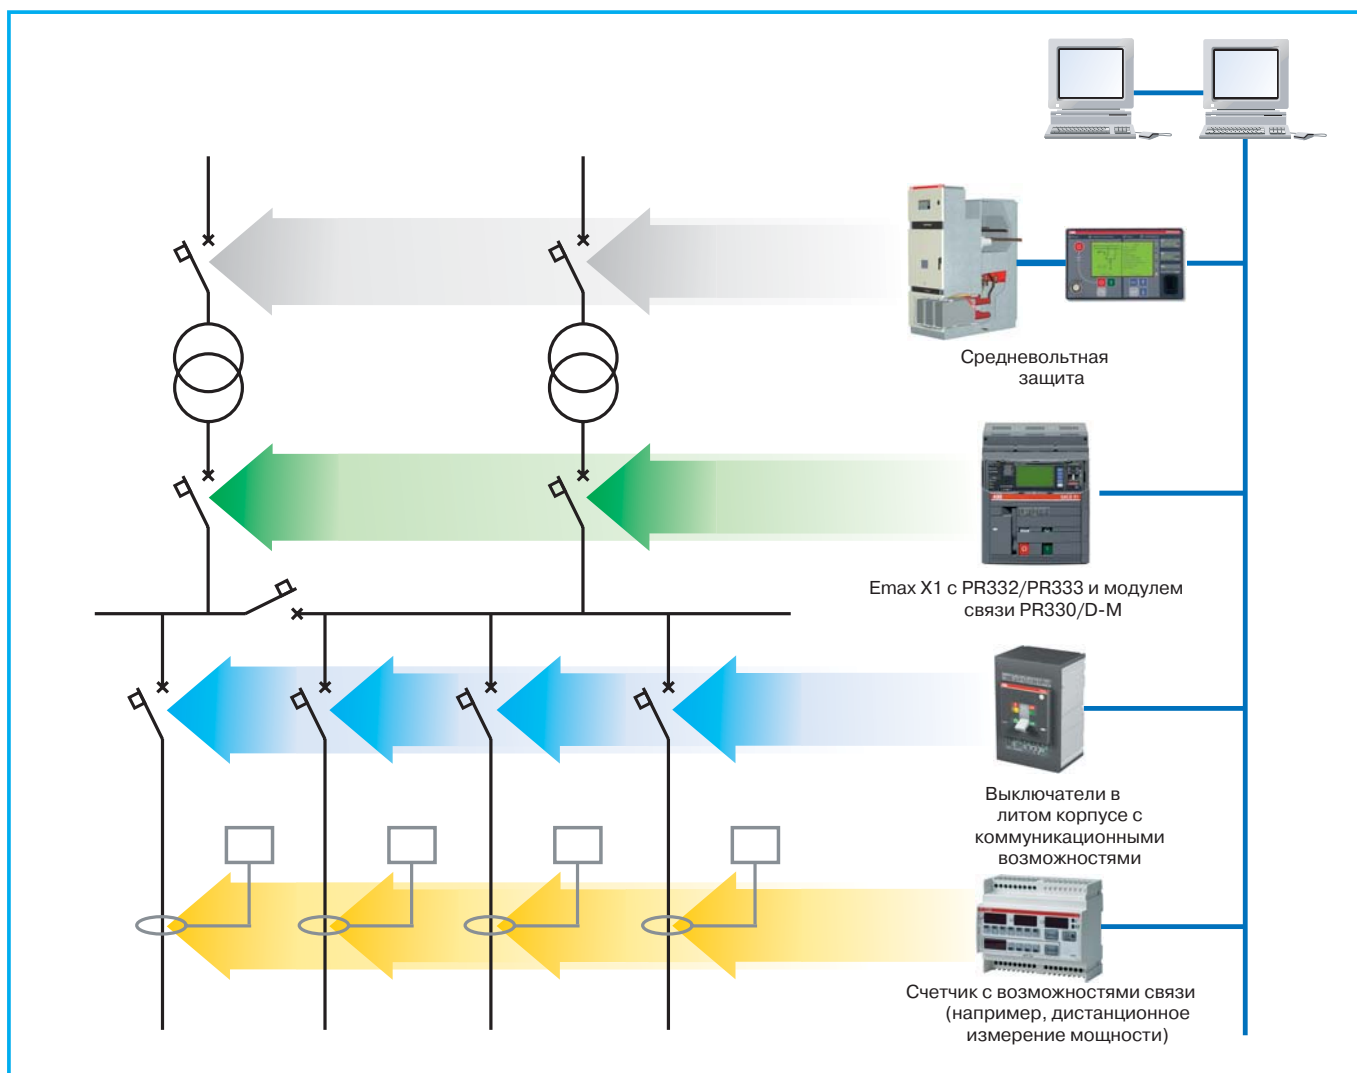 Средневольтная
защита
ABB
Emax X1 с PR332/PR333 и модулем
связи PR330/D-M
Выключатели в
литом корпусе с
коммуникационными
возможностями
Счетчик с возможностями связи
(например, дистанционное
измерение мощности)